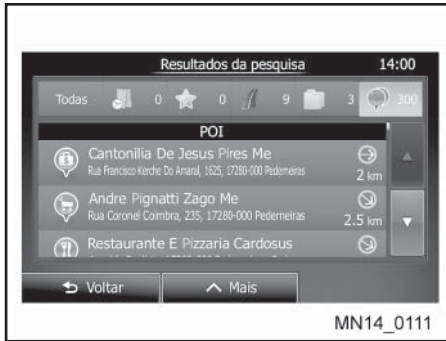 Resultados da pesquisa 14:00
Todas 0 0 9 3 300
POI
Cantonilia De Jesus Pires Me
Rua Francisco Kerche Do Amaral, 1625, 17280-000 Pederneiras
2 km
Andre Pignatti Zago Me
Rua Coronel Coimbra, 235, 17280-000 Pederneiras
2.5 km
Restaurante E Pizzaria Cardosus
Voltar Mais
MN14_0111